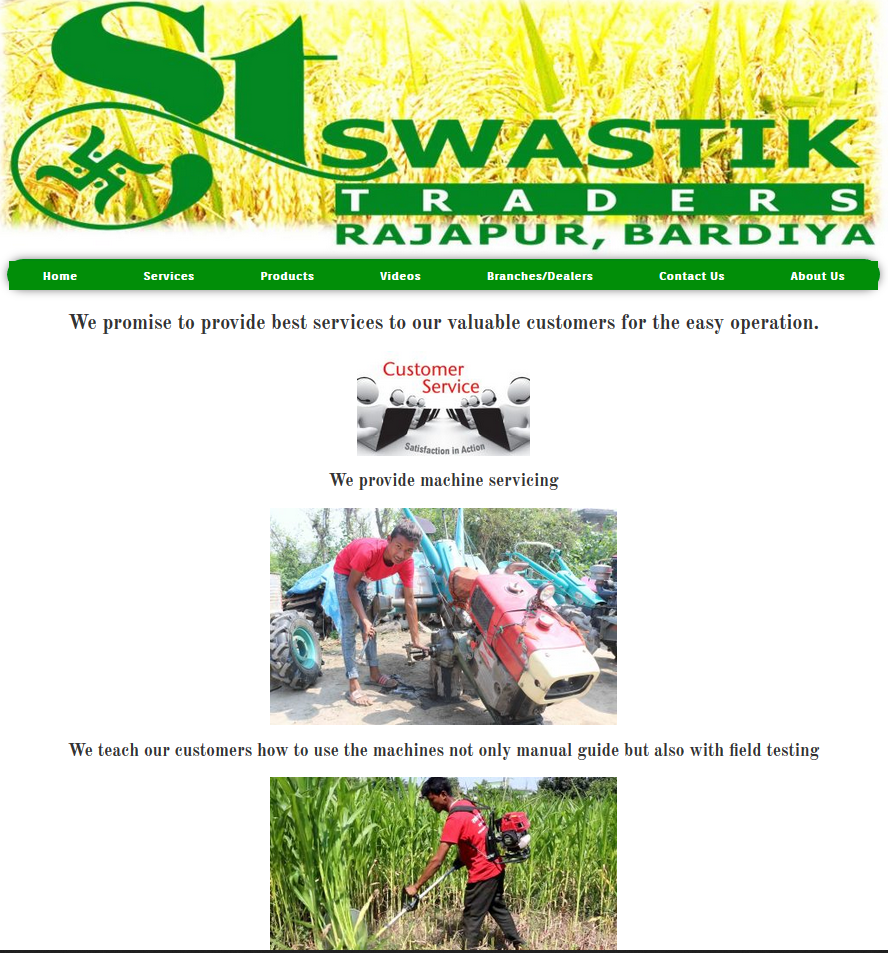 St
SWASTIK
TRADERS
RAJAPUR, BARDIYA
Home Services Products Videos Branches/Dealers Contact Us About Us
We promise to provide best services to our valuable customers for the easy operation.
Customer
Service
Satisfaction in Action
We provide machine servicing
We teach our customers how to use the machines not only manual guide but also with field testing